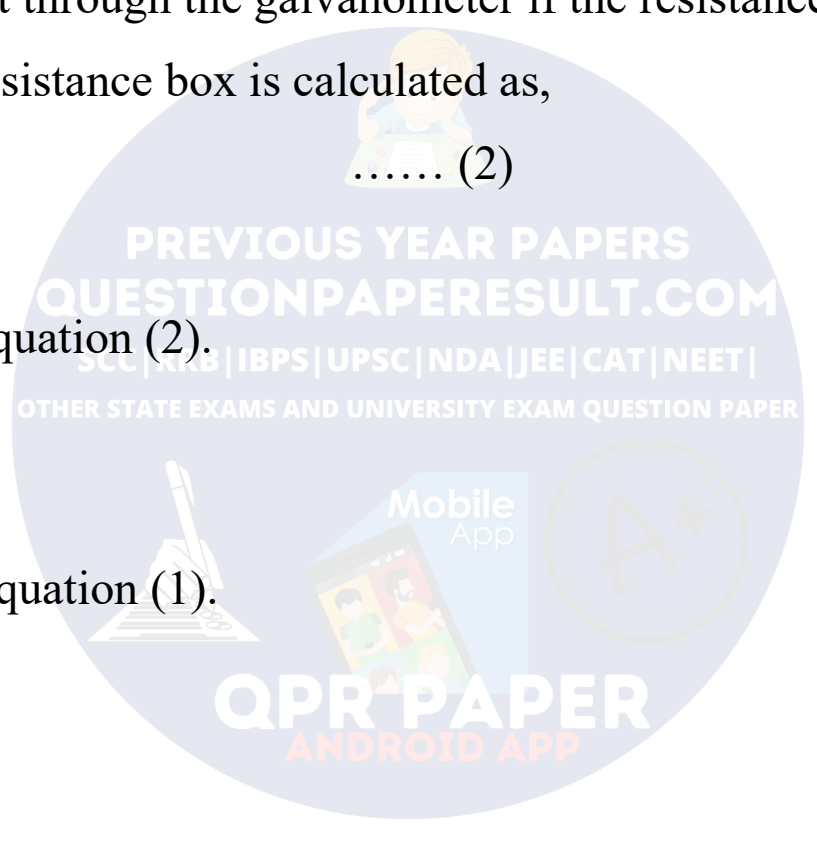 t through the galvanometer if the resistance
sistance box is calculated as,
…… (2)
PREVIOUS YEAR PAPERS
QUESTIONPAPERESULT.COM
quation (2).
SCC|RRB|IBPS|UPSC|NDA|JEE|CAT|NEET|
OTHER STATE EXAMS AND UNIVERSITY EXAM QUESTION PAPER
Mobile
App
A+
quation (1).
QPR PAPER
ANDROID APP